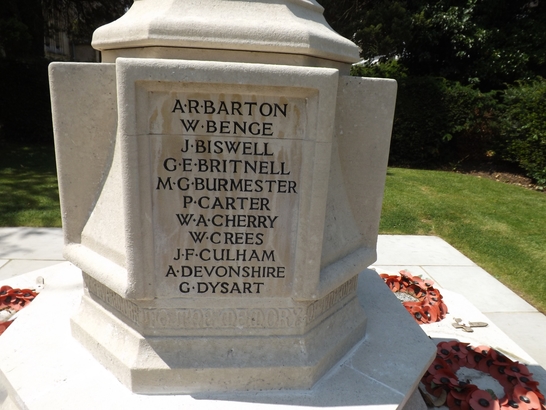 A·R·BARTON
W·BENGE
J·BISWELL
G·E·BRITNELL
M·G·BURMESTER
P·CARTER
W·A·CHERRY
W·CREES
J·F·CULHAM
A·DEVONSHIRE
G·DYSART